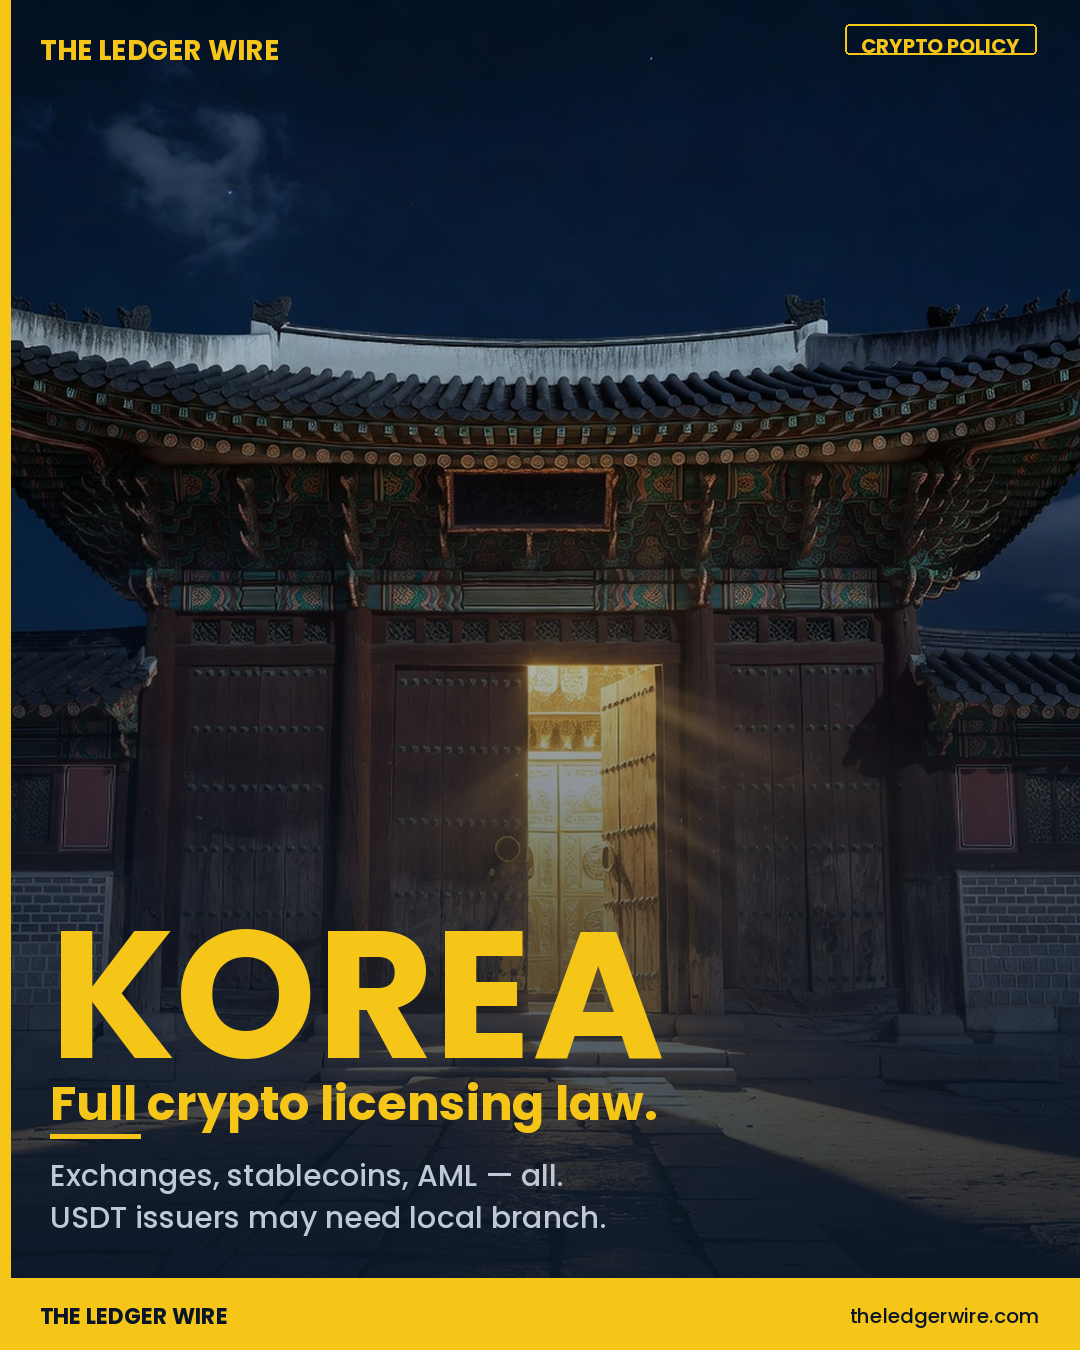 THE LEDGER WIRE
CRYPTO POLICY
KOREA
Full crypto licensing law.
Exchanges, stablecoins, AML — all.
USDT issuers may need local branch.
THE LEDGER WIRE
theledgerwire.com